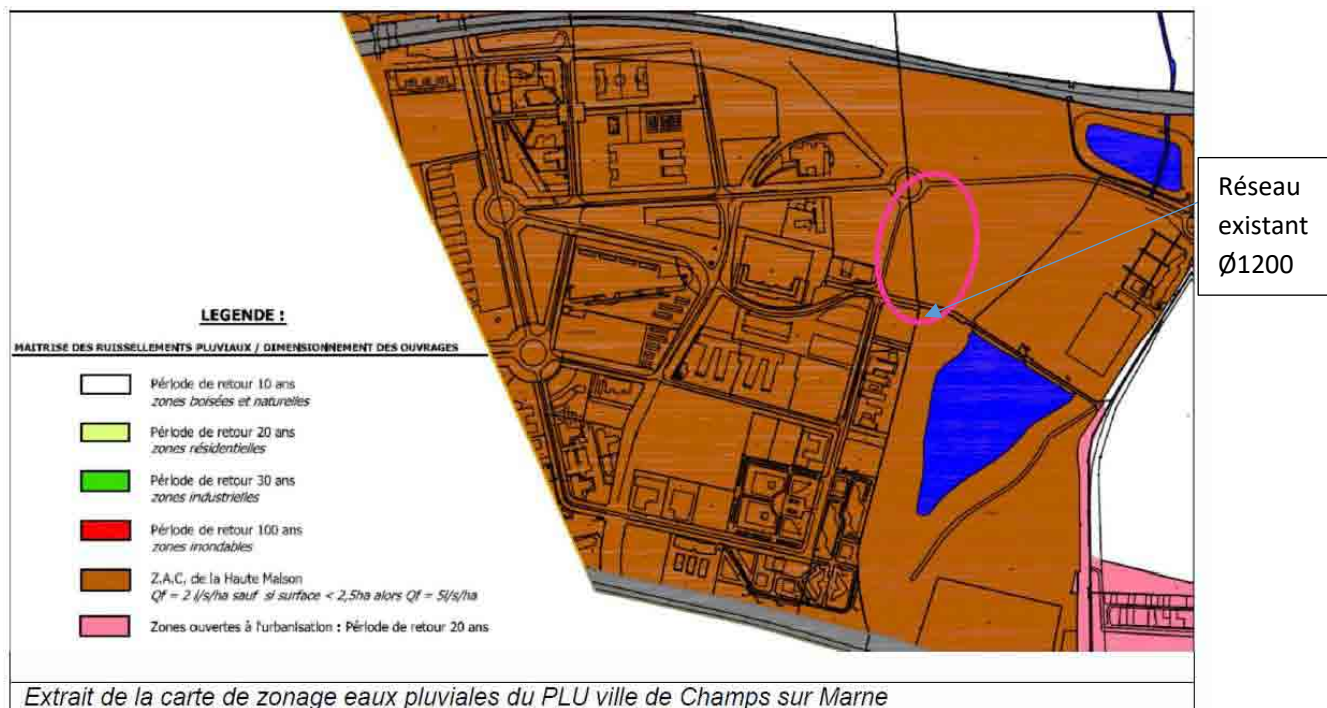 Réseau
existant
Ø1200
LEGENDE :
MAITRISE DES RUISSELLEMENTS PLUVIAUX / DIMENSIONNEMENT DES OUVRAGES
Période de retour 10 ans
zones boisées et naturelles
Période de retour 20 ans
zones résidentielles
Période de retour 30 ans
zones industrielles
Période de retour 100 ans
zones inondables
Z.A.C. de la Haute Maison
Qf = 2 l/s/ha sauf si surface < 2,5ha alors Qf = 5l/s/ha
Zones ouvertes à l'urbanisation : Période de retour 20 ans
Extrait de la carte de zonage eaux pluviales du PLU ville de Champs sur Marne